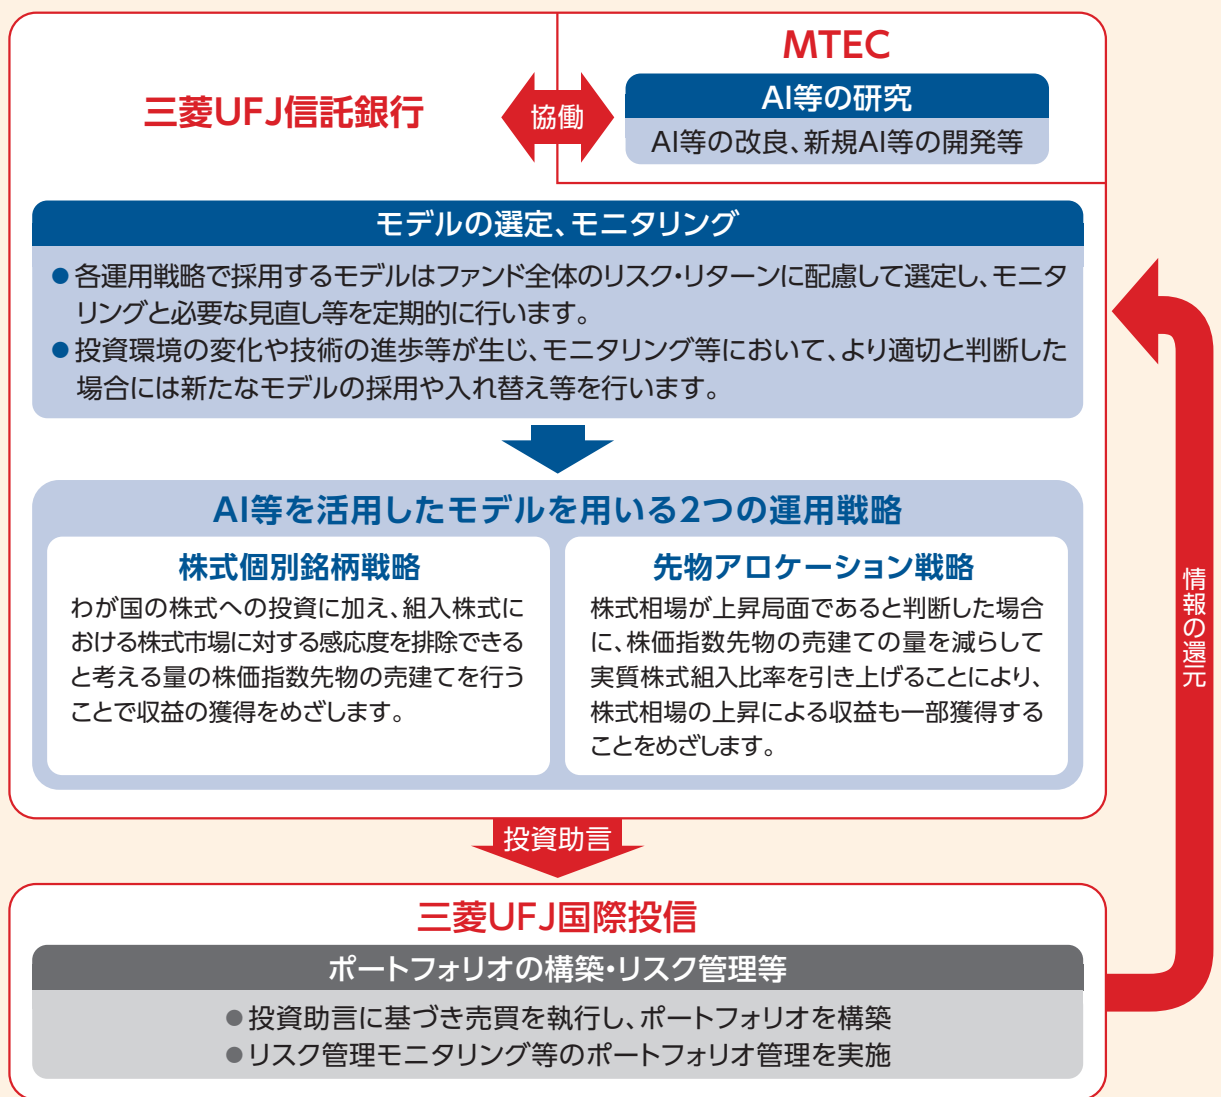 三菱UFJ信託銀行
協働
MTEC
AI等の研究
AI等の改良、新規AI等の開発等
モデルの選定、モニタリング
●各運用戦略で採用するモデルはファンド全体のリスク・リターンに配慮して選定し、モニタ
リングと必要な見直し等を定期的に行います。
●投資環境の変化や技術の進歩等が生じ、モニタリング等において、より適切と判断した
場合には新たなモデルの採用や入れ替え等を行います。
AI等を活用したモデルを用いる2つの運用戦略
株式個別銘柄戦略
わが国の株式への投資に加え、組入株式に
おける株式市場に対する感応度を排除できる
と考える量の株価指数先物の売建てを行う
ことで収益の獲得をめざします。
先物アロケーション戦略
株式相場が上昇局面であると判断した場合
に、株価指数先物の売建ての量を減らして
実質株式組入比率を引き上げることにより、
株式相場の上昇による収益も一部獲得する
ことをめざします。
投資助言
三菱UFJ国際投信
ポートフォリオの構築・リスク管理等
●投資助言に基づき売買を執行し、ポートフォリオを構築
●リスク管理モニタリング等のポートフォリオ管理を実施
情報の還元